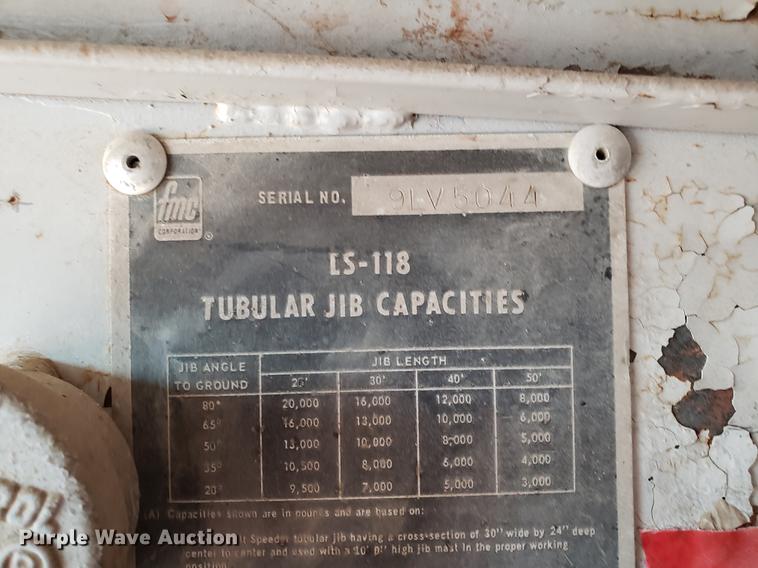 fmc
CORPORATION
®
SERIAL NO. 9LV5044
LS-118
TUBULAR JIB CAPACITIES
JIB ANGLE TO GROUND JIB LENGTH
30' 40' 50'
80° 20,000 16,000 12,000 8,000
65° 16,000 13,000 10,000 6,000
50° 13,000 10,000 8,000 5,000
35° 10,500 8,000 6,000 4,000
20° 9,500 7,000 5,000 3,000
(A) Capacities shown are in pounds and are based on:
Speeder tubular jib having a cross-section of 30" wide by 24" deep
center to center and used with a 10' high jib mast in the proper working
position.
Purple Wave Auction